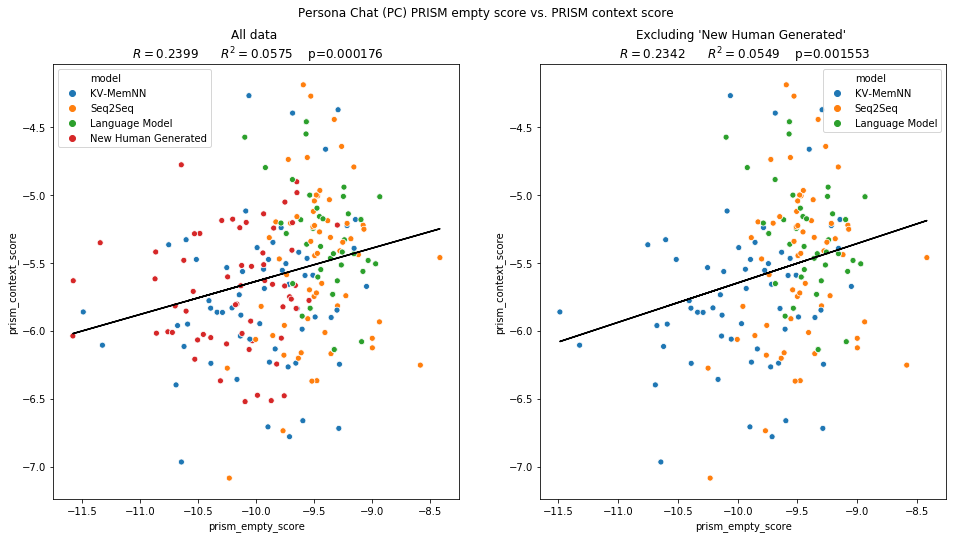 Persona Chat (PC) PRISM empty score vs. PRISM context score
All data
R = 0.2399 R² = 0.0575 p=0.000176
model
KV-MemNN
Seq2Seq
Language Model
New Human Generated
−4.5
−5.0
−5.5
−6.0
−6.5
−7.0
prism_context_score
−11.5 −11.0 −10.5 −10.0 −9.5 −9.0 −8.5
prism_empty_score
Excluding 'New Human Generated'
R = 0.2342 R² = 0.0549 p=0.001553
model
KV-MemNN
Seq2Seq
Language Model
−4.5
−5.0
−5.5
−6.0
−6.5
−7.0
prism_context_score
−11.5 −11.0 −10.5 −10.0 −9.5 −9.0 −8.5
prism_empty_score